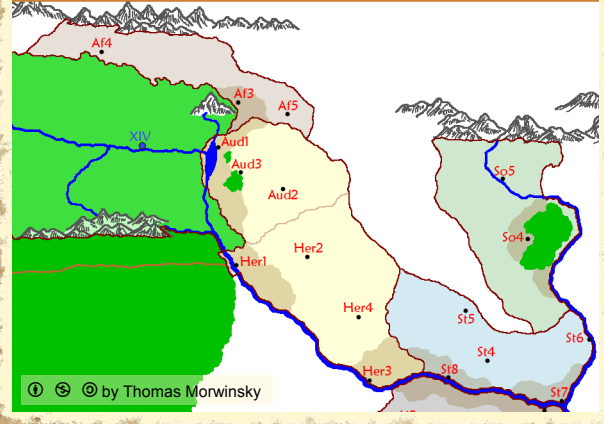 Af4
Af3
Af5
XIV
Aud1
Aud3
Aud2
So5
So4
Her2
Her1
Her4
St5
St6
St4
Her3
St8
St7
by Thomas Morwinsky